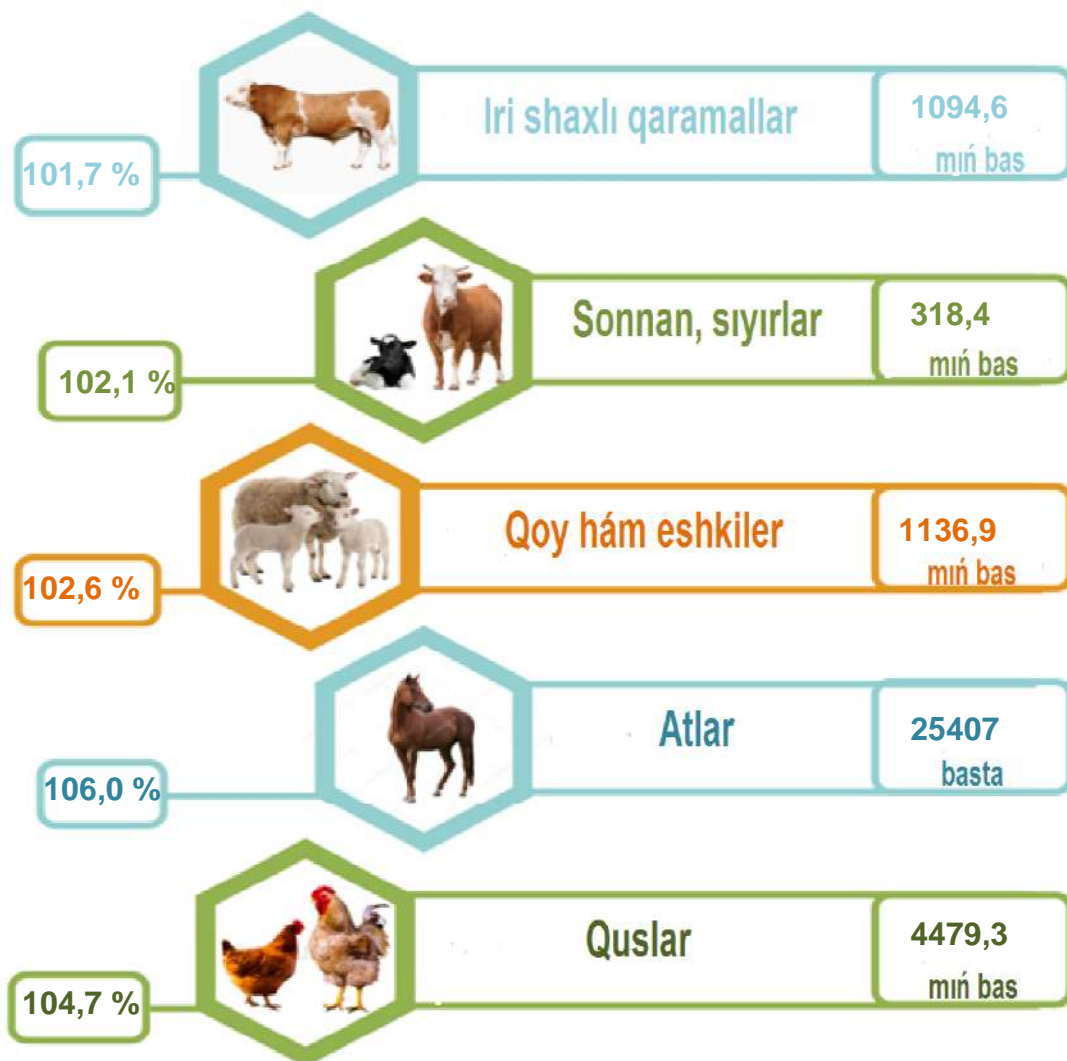 Iri shaxlı qaramallar
1094,6
mıń bas
101,7 %
Sonnan, sıyırlar
318,4
mıń bas
102,1 %
Qoy hám eshkiler
1136,9
mıń bas
102,6 %
Atlar
25407
basta
106,0 %
Quslar
4479,3
mıń bas
104,7 %